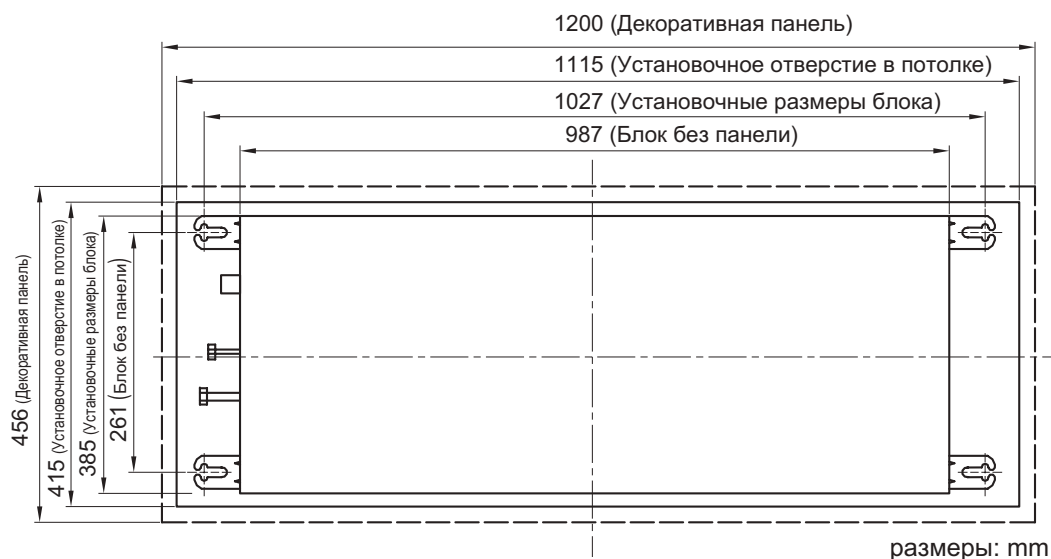 1200 (Декоративная панель)
1115 (Установочное отверстие в потолке)
1027 (Установочные размеры блока)
987 (Блок без панели)
456 (Декоративная панель)
415 (Установочное отверстие в потолке)
385 (Установочные размеры блока)
261 (Блок без панели)
размеры: mm